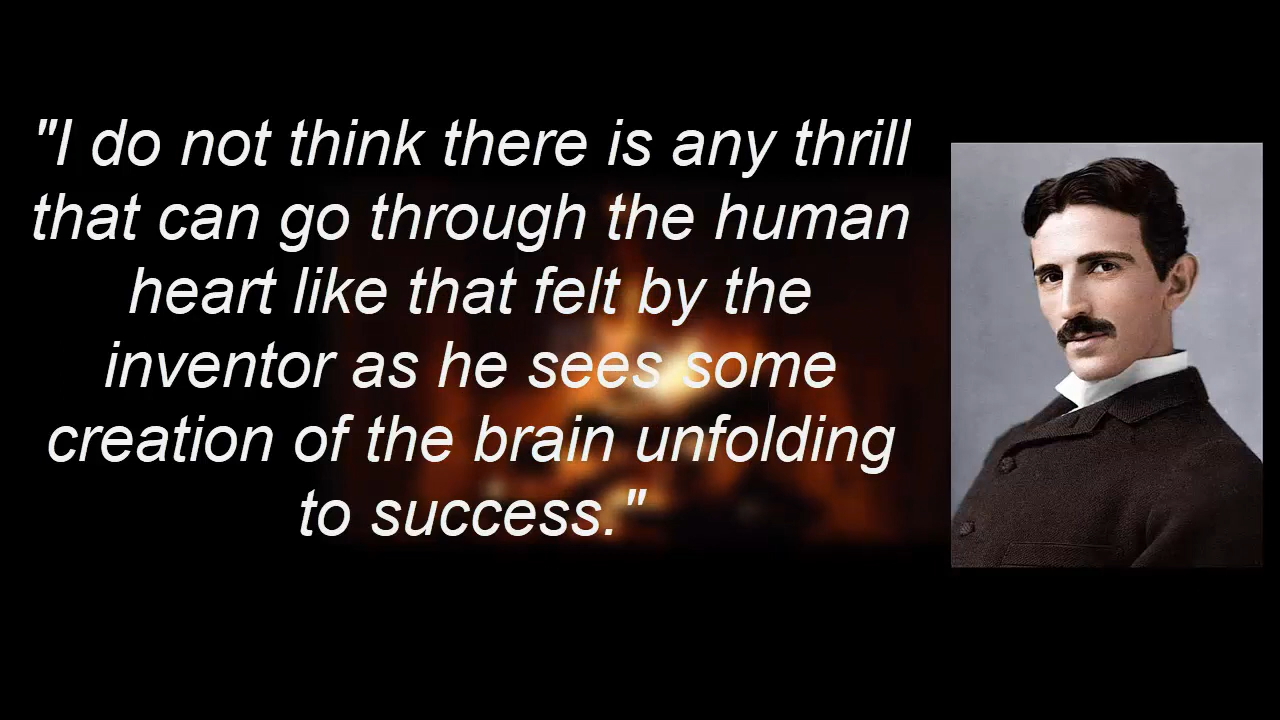 "I do not think there is any thrill
that can go through the human
heart like that felt by the
inventor as he sees some
creation of the brain unfolding
to success."